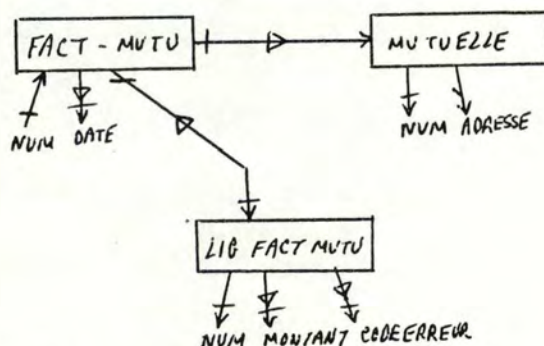 FACT - MUTU
MUTUELLE
NUM DATE
NUM ADRESSE
LIG FACT MUTU
NUM MONTANT CODEERREUR